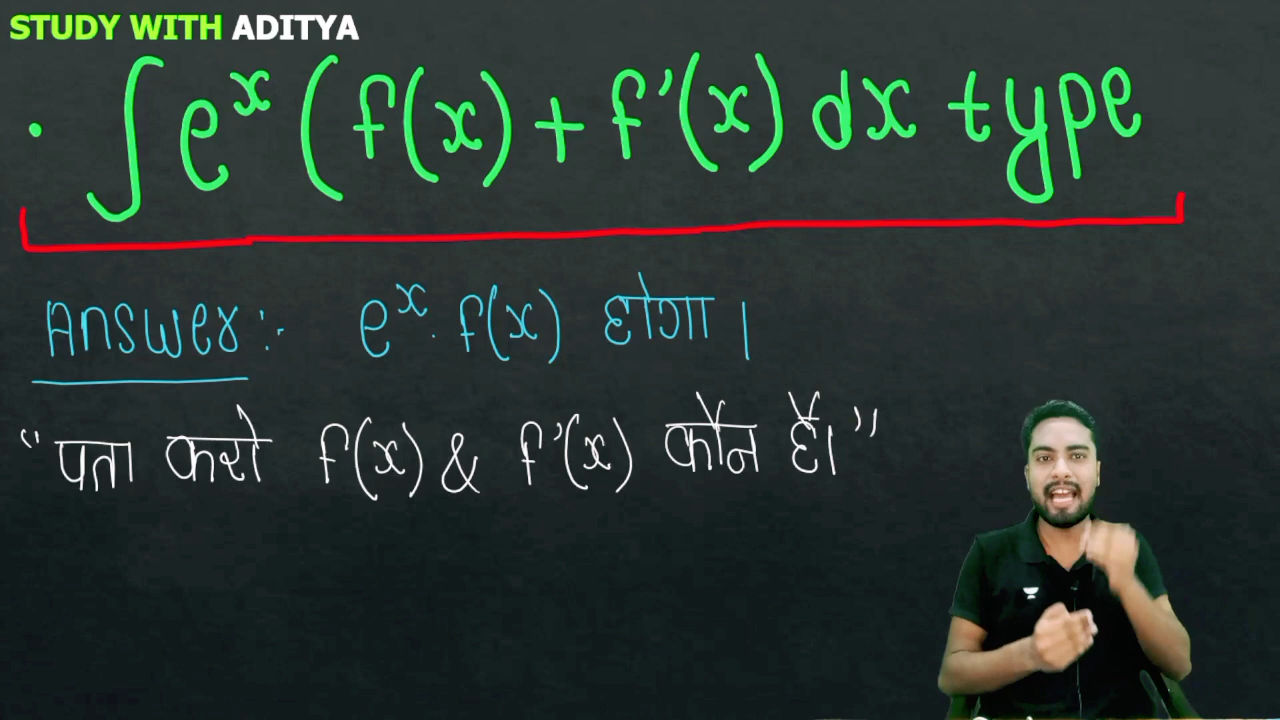 STUDY WITH ADITYA
• ∫ eˣ (f(x) + f'(x) dx type
Answer :- eˣ. f(x) होगा।
“पता करो f(x) & f'(x) कौन है।”